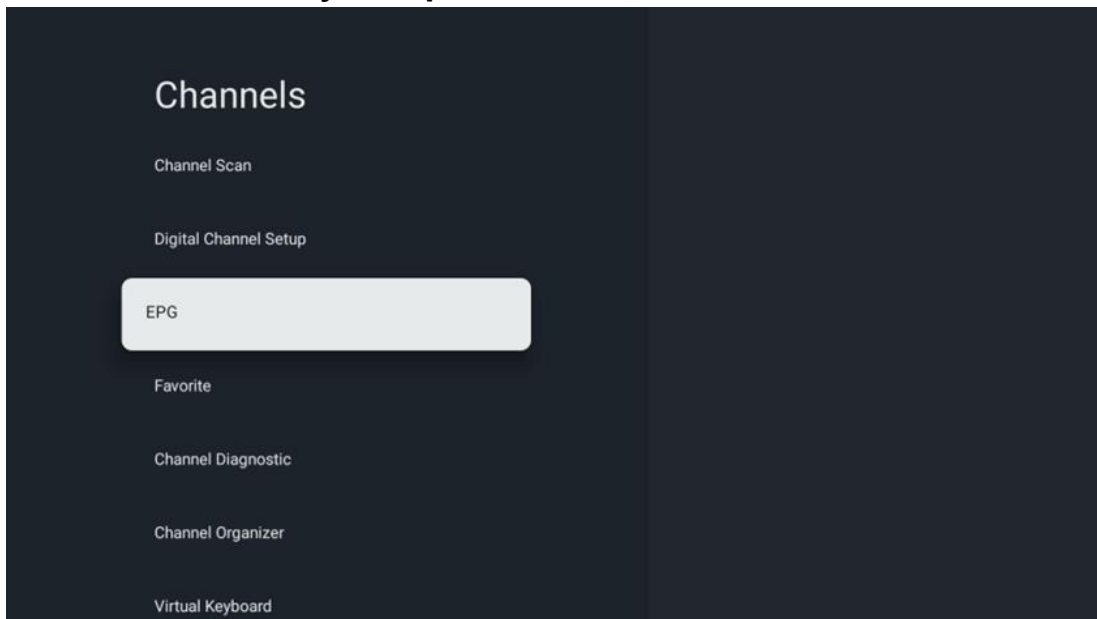 Channels
Channel Scan
Digital Channel Setup
EPG
Favorite
Channel Diagnostic
Channel Organizer
Virtual Keyboard